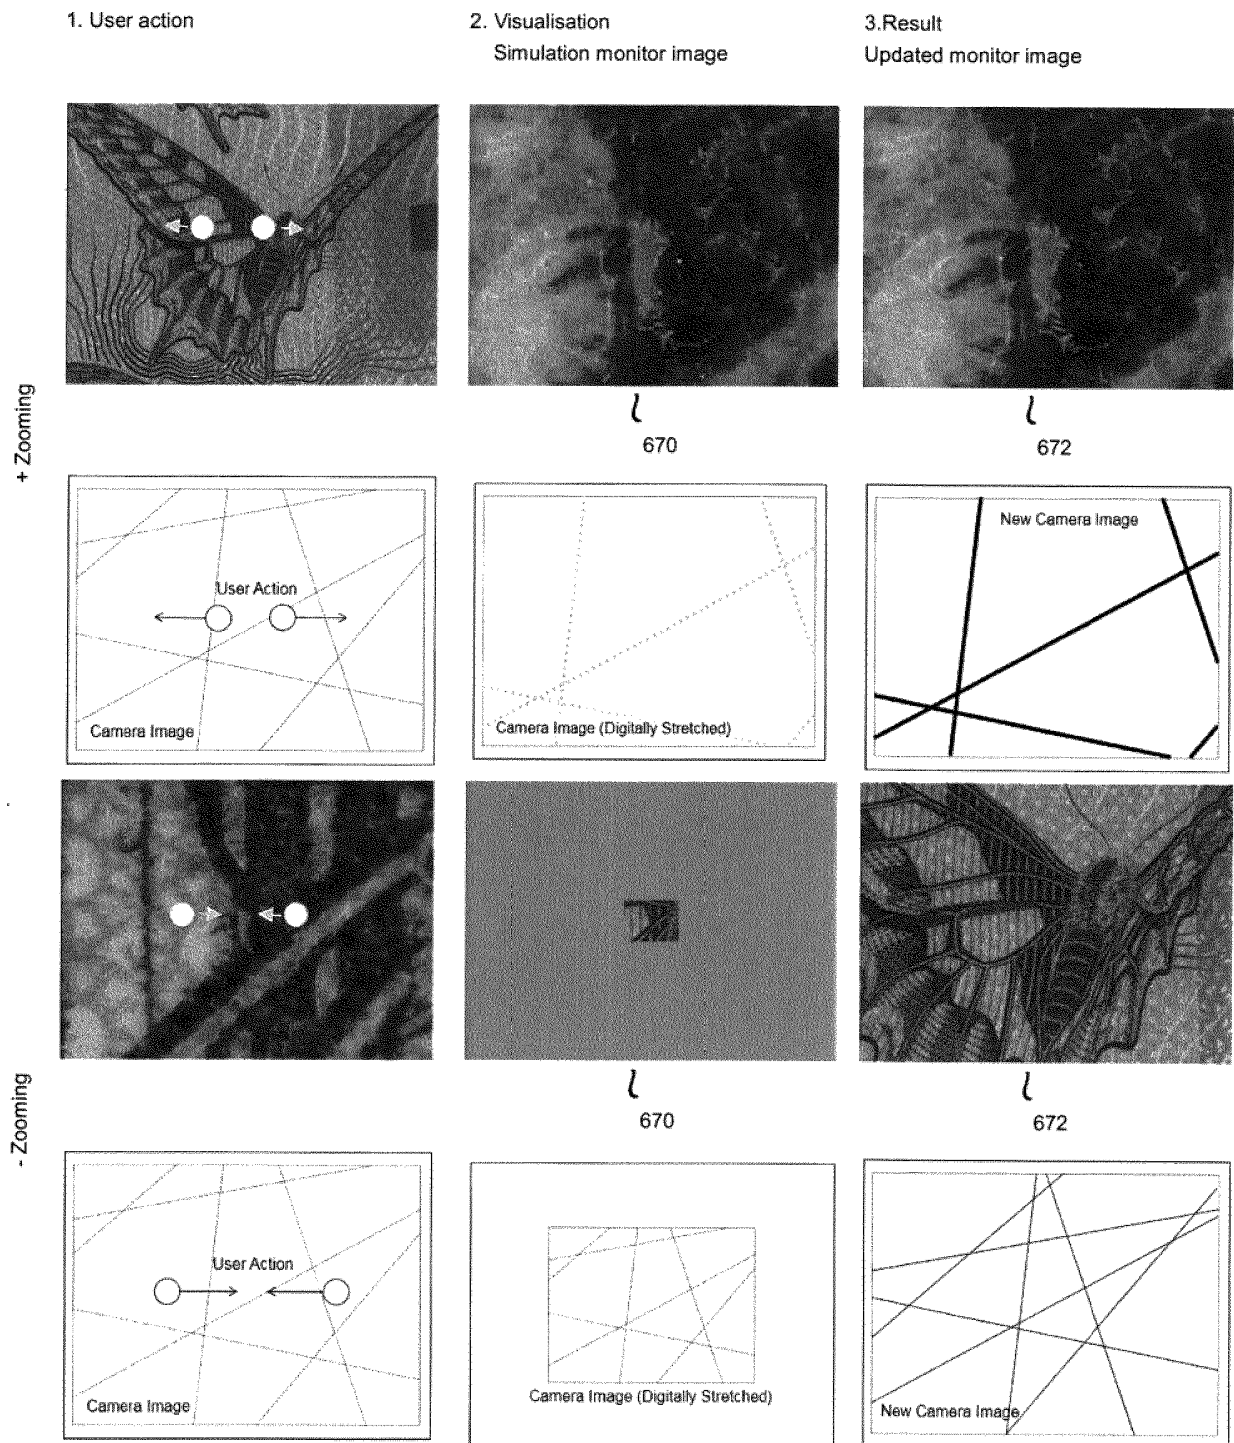 1. User action
2. Visualisation
Simulation monitor image
3.Result
Updated monitor image
+ Zooming
670
672
User Action
Camera Image
Camera Image (Digitally Stretched)
New Camera Image
- Zooming
670
672
User Action
Camera Image
Camera Image (Digitally Stretched)
New Camera Image